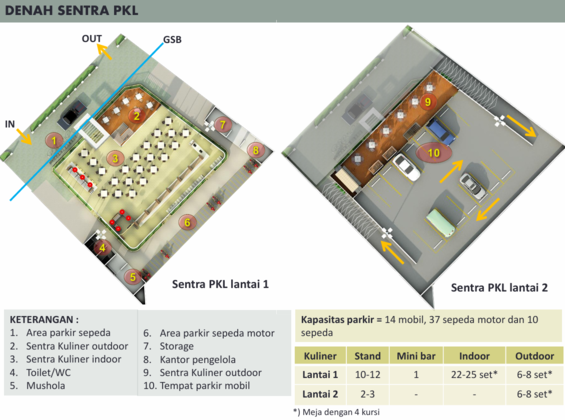 DENAH SENTRA PKL
OUT
GSB
IN
1
2
3
4
5
6
7
8
9
10
Sentra PKL lantai 1
Sentra PKL lantai 2
KETERANGAN :
1. Area parkir sepeda
2. Sentra Kuliner outdoor
3. Sentra Kuliner indoor
4. Toilet/WC
5. Mushola
6. Area parkir sepeda motor
7. Storage
8. Kantor pengelola
9. Sentra Kuliner outdoor
10. Tempat parkir mobil
Kapasitas parkir = 14 mobil, 37 sepeda motor dan 10
sepeda
Kuliner Stand Mini bar Indoor Outdoor
Lantai 1 10-12 1 22-25 set* 6-8 set*
Lantai 2 2-3 - - 6-8 set*
*) Meja dengan 4 kursi